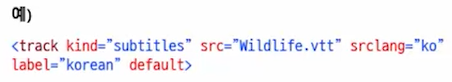 예)
<track kind="subtitles" src="Wildlife.vtt" srclang="ko"
label="korean" default>